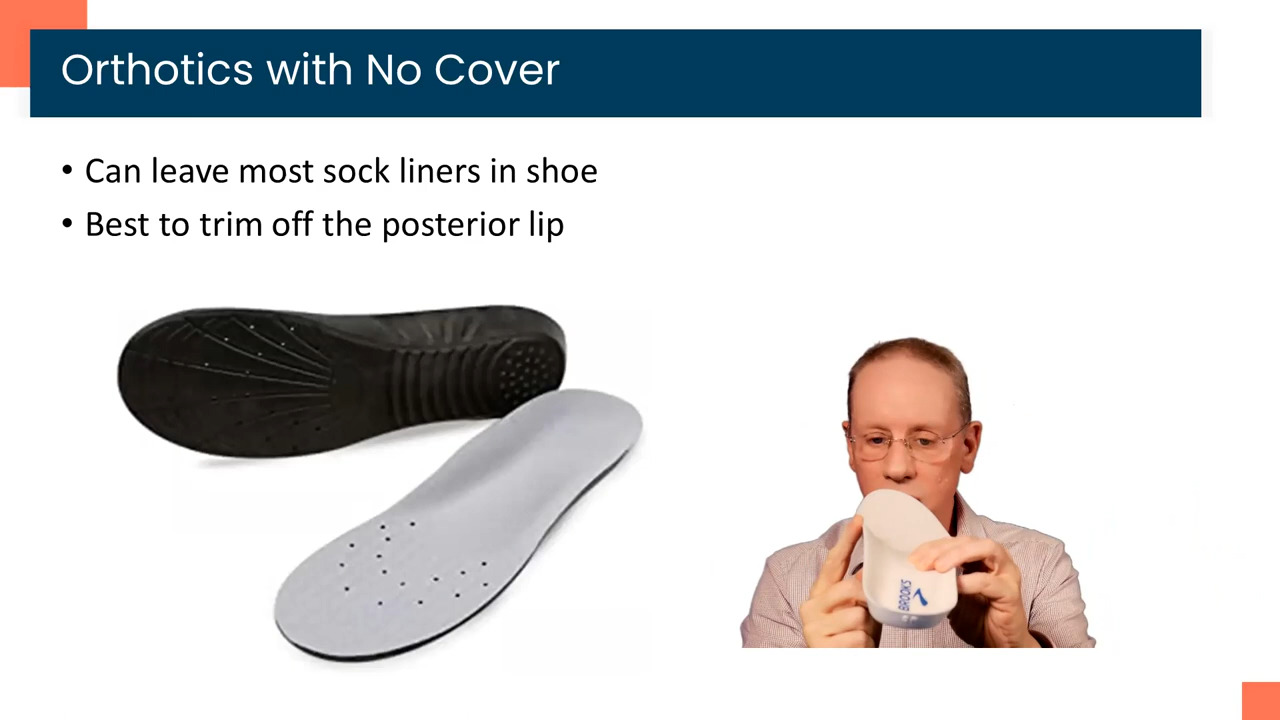 Orthotics with No Cover
• Can leave most sock liners in shoe
• Best to trim off the posterior lip
BROOKS